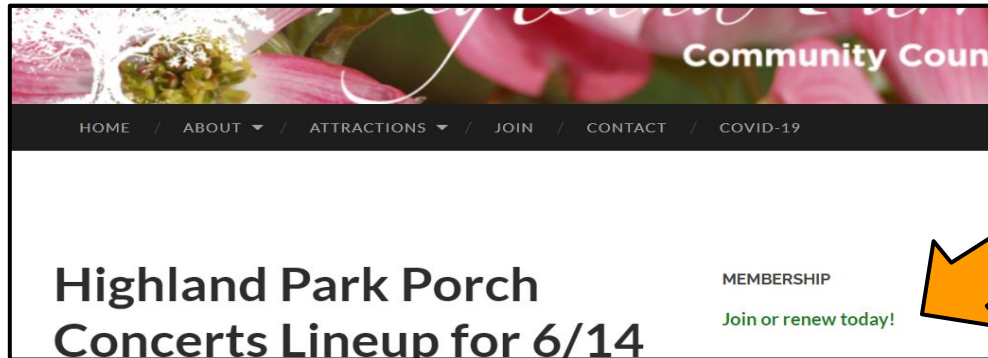 Community Coun
HOME / ABOUT / ATTRACTIONS / JOIN / CONTACT / COVID-19
Highland Park Porch
Concerts Lineup for 6/14
MEMBERSHIP
Join or renew today!